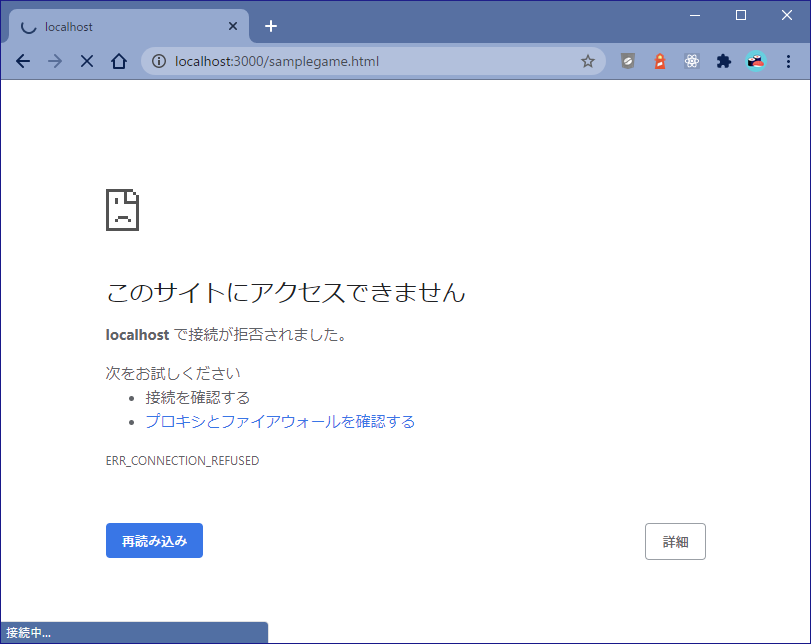 localhost
localhost:3000/samplegame.html
このサイトにアクセスできません
localhost で接続が拒否されました。
次をお試しください
接続を確認する
プロキシとファイアウォールを確認する
ERR_CONNECTION_REFUSED
再読み込み
詳細
接続中...